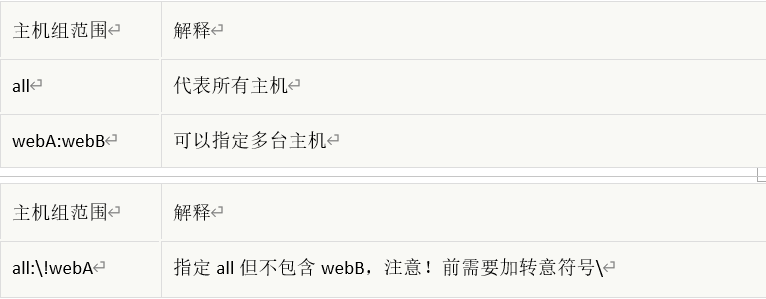 主机组范围 解释
all 代表所有主机
webA:webB 可以指定多台主机
主机组范围 解释
all:\!webA 指定 all 但不包含 webB，注意！前需要加转意符号\